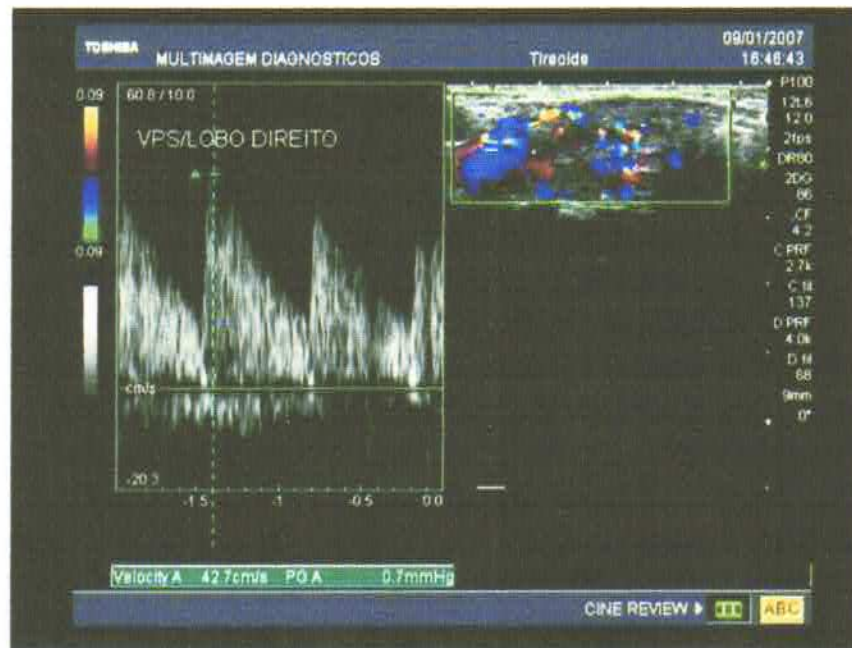 TOSHIBA
MULTIMAGEM DIAGNOSTICOS
Tireoide
09/01/2007
16:46:43
0.09
0.09
60.8 / 10.0
VPS/LOBO DIREITO
A
cm/s
-20.3
-1.5
-1
-0.5
0.0
P100
12L6
12.0
2fps
DR60
2DG
86
CF
4.2
C PRF
2.7k
C fil
137
D PRF
4.0k
D fil
68
9mm
0°
Velocity A 42.7cm/s PG A 0.7mmHg
CINE REVIEW
ABC